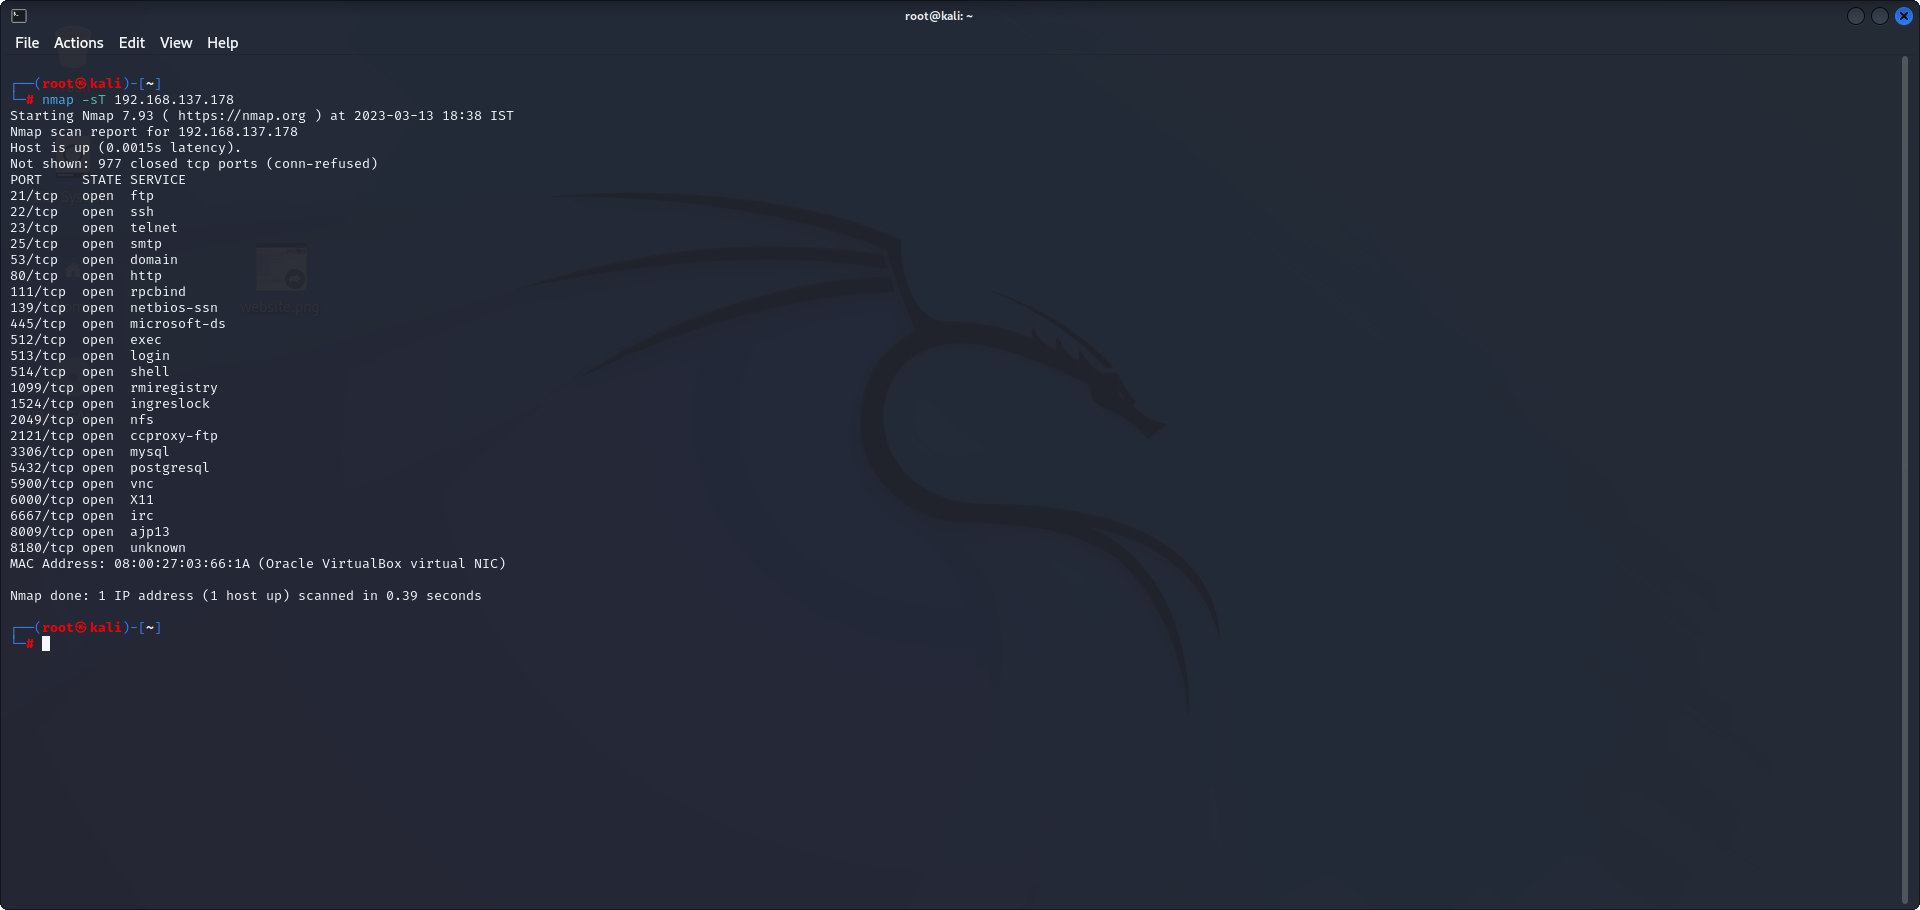 root@kali: ~
File Actions Edit View Help
┌──(root㉿kali)-[~]
└─# nmap -sT 192.168.137.178
Starting Nmap 7.93 ( https://nmap.org ) at 2023-03-13 18:38 IST
Nmap scan report for 192.168.137.178
Host is up (0.0015s latency).
Not shown: 977 closed tcp ports (conn-refused)
PORT     STATE SERVICE
21/tcp   open  ftp
22/tcp   open  ssh
23/tcp   open  telnet
25/tcp   open  smtp
53/tcp   open  domain
80/tcp   open  http
111/tcp  open  rpcbind
139/tcp  open  netbios-ssn
445/tcp  open  microsoft-ds
512/tcp  open  exec
513/tcp  open  login
514/tcp  open  shell
1099/tcp open  rmiregistry
1524/tcp open  ingreslock
2049/tcp open  nfs
2121/tcp open  ccproxy-ftp
3306/tcp open  mysql
5432/tcp open  postgresql
5900/tcp open  vnc
6000/tcp open  X11
6667/tcp open  irc
8009/tcp open  ajp13
8180/tcp open  unknown
MAC Address: 08:00:27:03:66:1A (Oracle VirtualBox virtual NIC)
Nmap done: 1 IP address (1 host up) scanned in 0.39 seconds
┌──(root㉿kali)-[~]
└─#
website.png